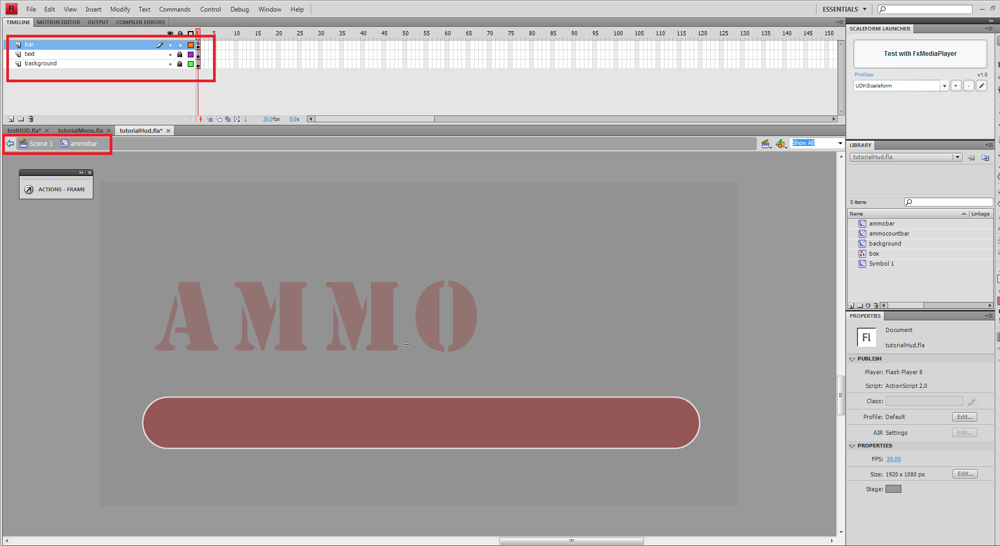 Fl File Edit View Insert Modify Text Commands Control Debug Window Help ESSENTIALS
TIMELINE MOTION EDITOR OUTPUT COMPILER ERRORS
1 5 10 15 20 25 30 35 40 45 50 55 60 65 70 75 80 85 90 95 100 105 110 115 120 125 130 135 140 145 150
bar
text
background
1 30.0fps 0.0s
testHUD.fla* tutorialMenu.fla tutorialHud.fla*
Scene 1 ammobar Show All
ACTIONS - FRAME
AMMO
SCALEFORM LAUNCHER
Test with FxMediaPlayer
Profiles: v1.0
UDKScaleform + -
LIBRARY
tutorialHud.fla
5 items
Name Linkage
ammobar
ammocountbar
background
box
Symbol 1
PROPERTIES
Fl Document
tutorialHud.fla
PUBLISH
Player: Flash Player 8
Script: ActionScript 2.0
Class:
Profile: Default Edit...
AIR Settings Edit...
PROPERTIES
FPS: 30.00
Size: 1920 x 1080 px Edit...
Stage: